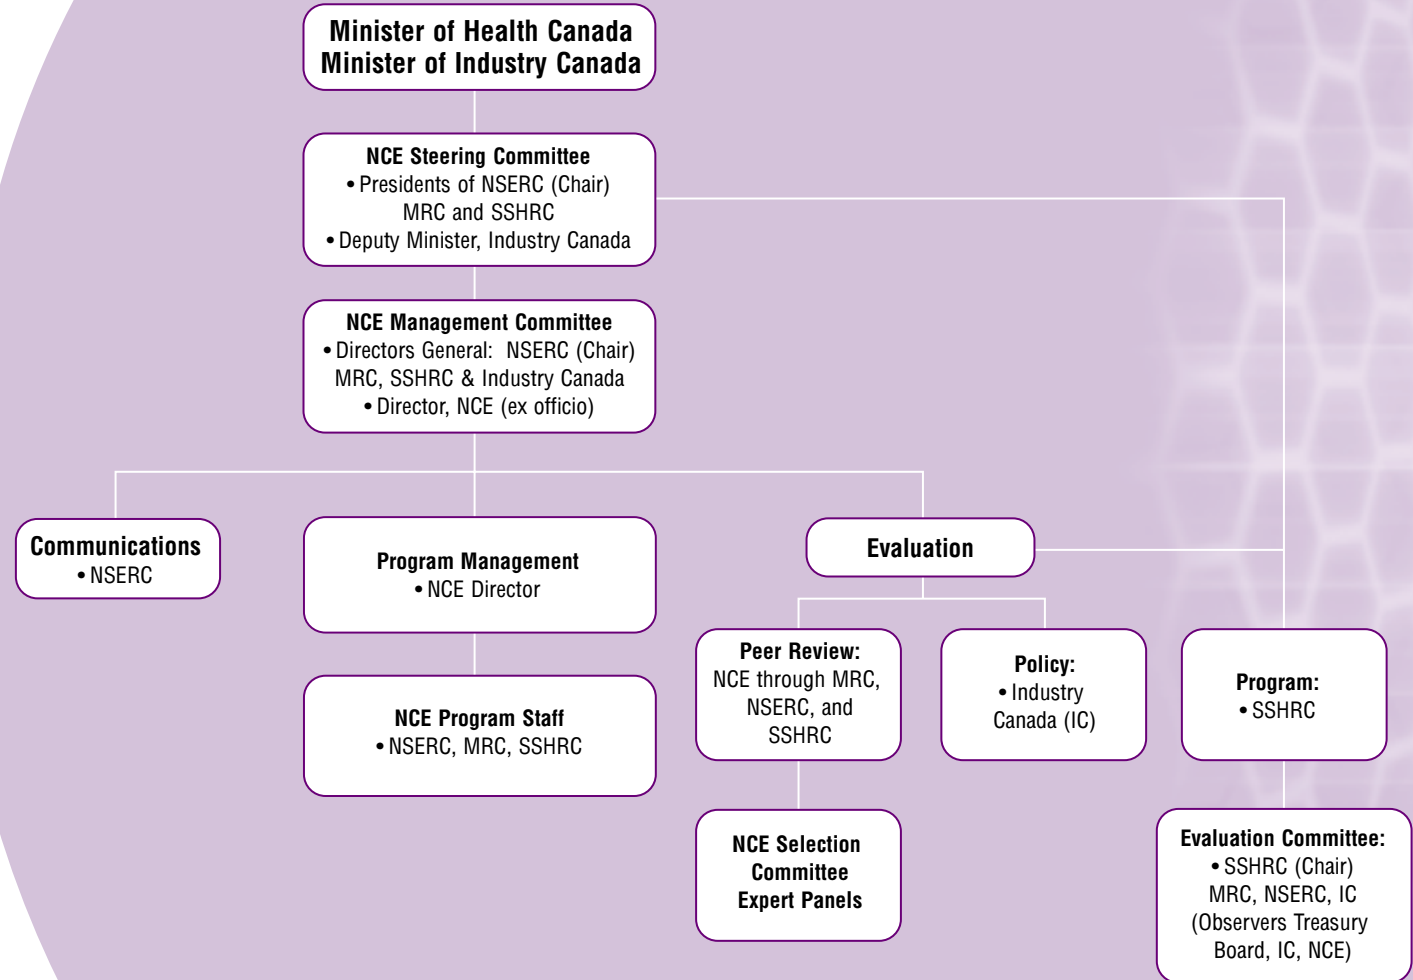 Minister of Health Canada
Minister of Industry Canada
NCE Steering Committee
• Presidents of NSERC (Chair)
MRC and SSHRC
• Deputy Minister, Industry Canada
NCE Management Committee
• Directors General: NSERC (Chair)
MRC, SSHRC & Industry Canada
• Director, NCE (ex officio)
Communications
• NSERC
Program Management
• NCE Director
NCE Program Staff
• NSERC, MRC, SSHRC
Evaluation
Peer Review:
NCE through MRC,
NSERC, and
SSHRC
NCE Selection
Committee
Expert Panels
Policy:
• Industry
Canada (IC)
Program:
• SSHRC
Evaluation Committee:
• SSHRC (Chair)
MRC, NSERC, IC
(Observers Treasury
Board, IC, NCE)